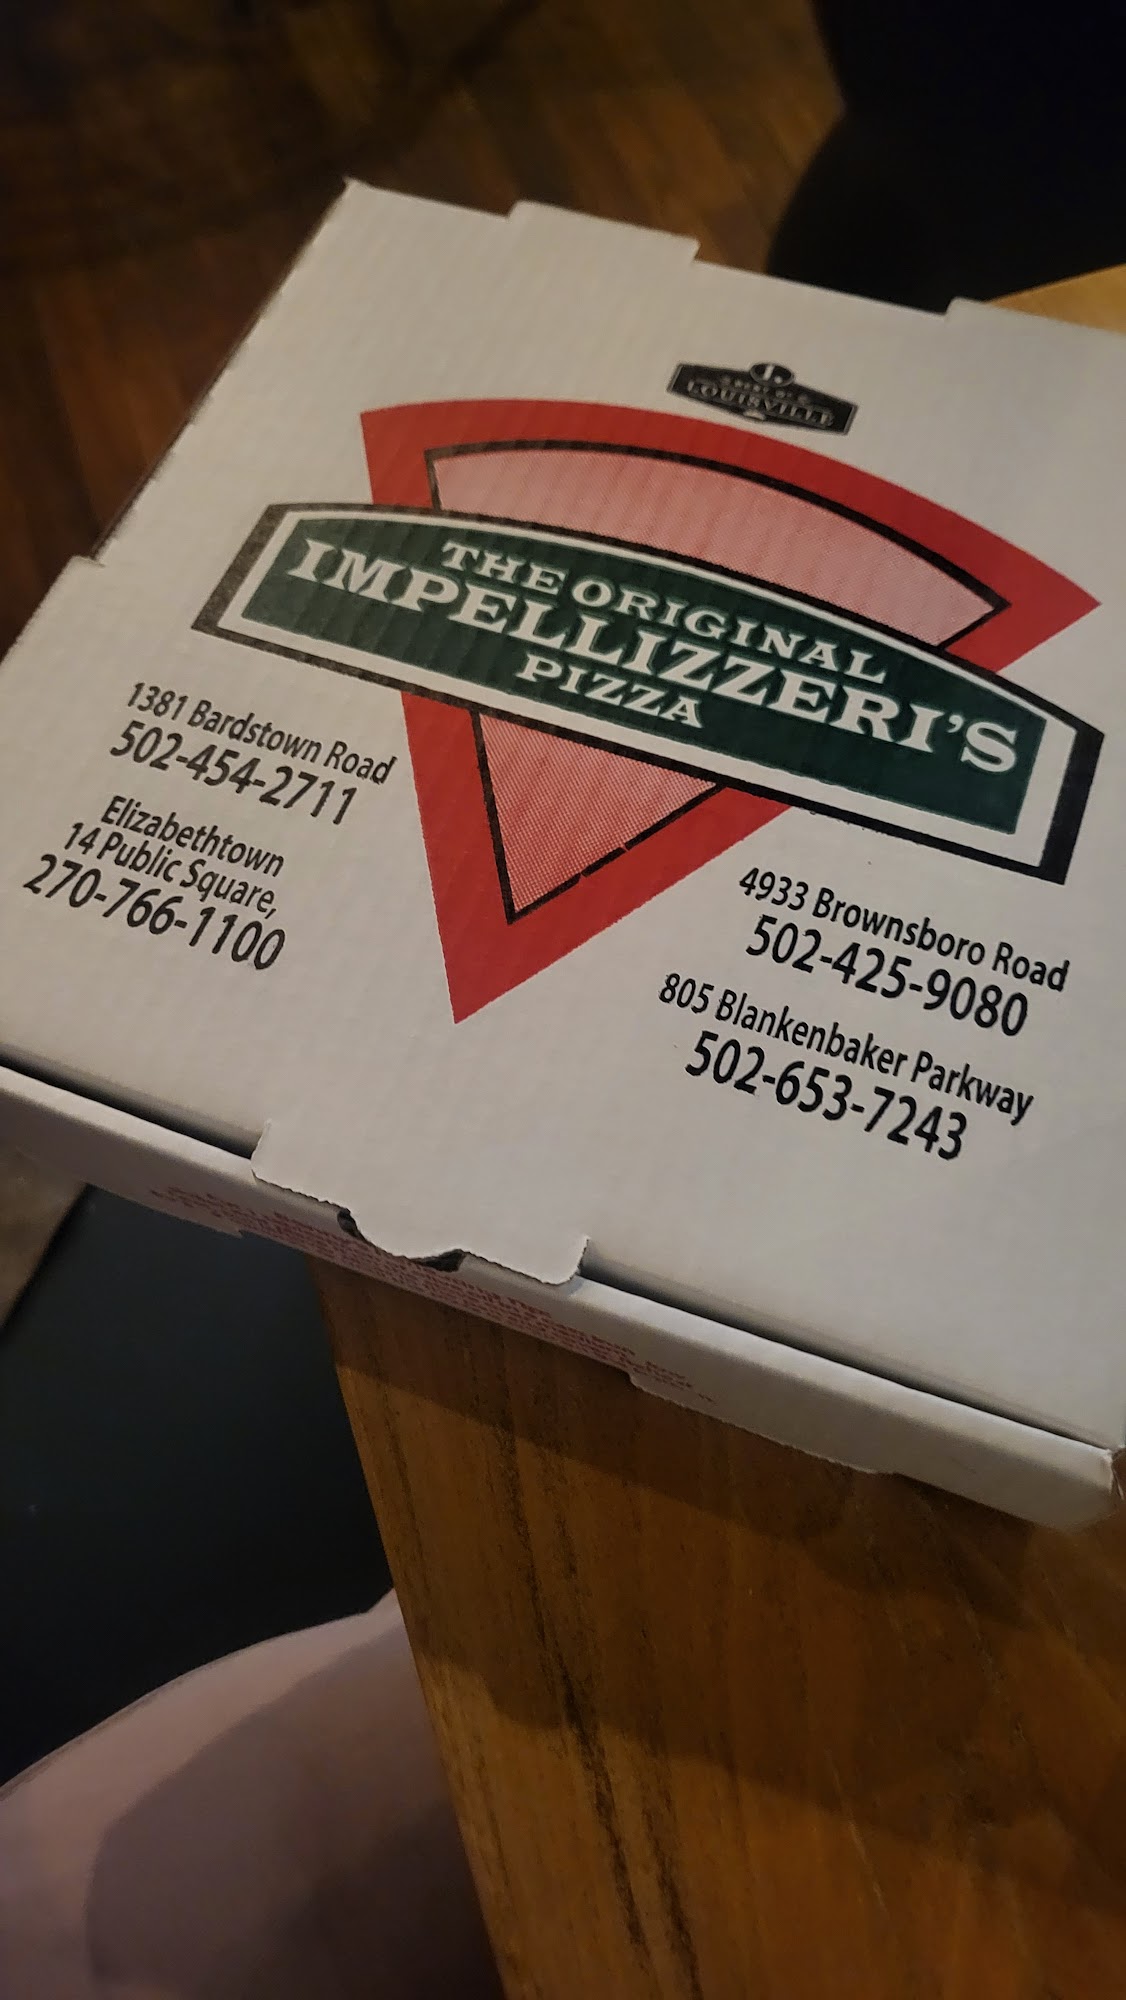 LOUISVILLE
THE ORIGINAL
IMPELLIZZERI'S
PIZZA
1381 Bardstown Road
502-454-2711
Elizabethtown
14 Public Square,
270-766-1100
4933 Brownsboro Road
502-425-9080
805 Blankenbaker Parkway
502-653-7243